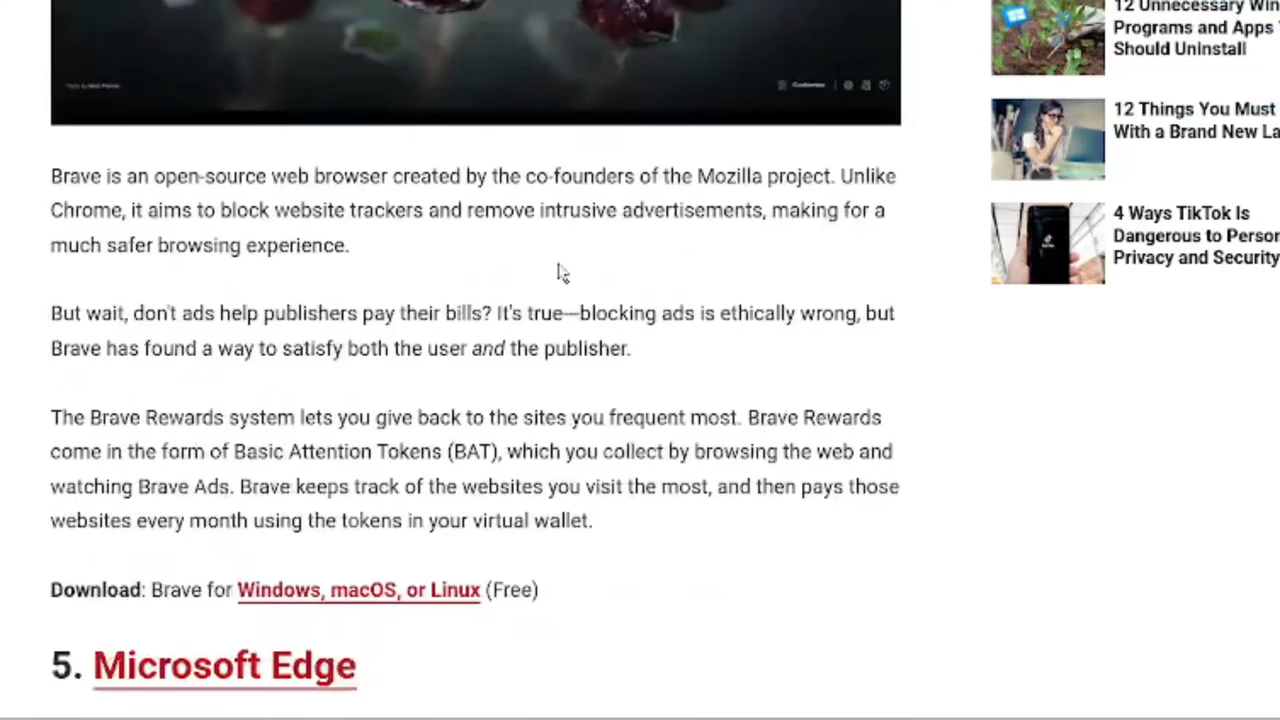 Customize
12 Unnecessary Win
Programs and Apps
Should Uninstall
12 Things You Must
With a Brand New La
4 Ways TikTok Is
Dangerous to Person
Privacy and Security
Brave is an open-source web browser created by the co-founders of the Mozilla project. Unlike
Chrome, it aims to block website trackers and remove intrusive advertisements, making for a
much safer browsing experience.
But wait, don't ads help publishers pay their bills? It's true—blocking ads is ethically wrong, but
Brave has found a way to satisfy both the user and the publisher.
The Brave Rewards system lets you give back to the sites you frequent most. Brave Rewards
come in the form of Basic Attention Tokens (BAT), which you collect by browsing the web and
watching Brave Ads. Brave keeps track of the websites you visit the most, and then pays those
websites every month using the tokens in your virtual wallet.
Download: Brave for Windows, macOS, or Linux (Free)
5. Microsoft Edge